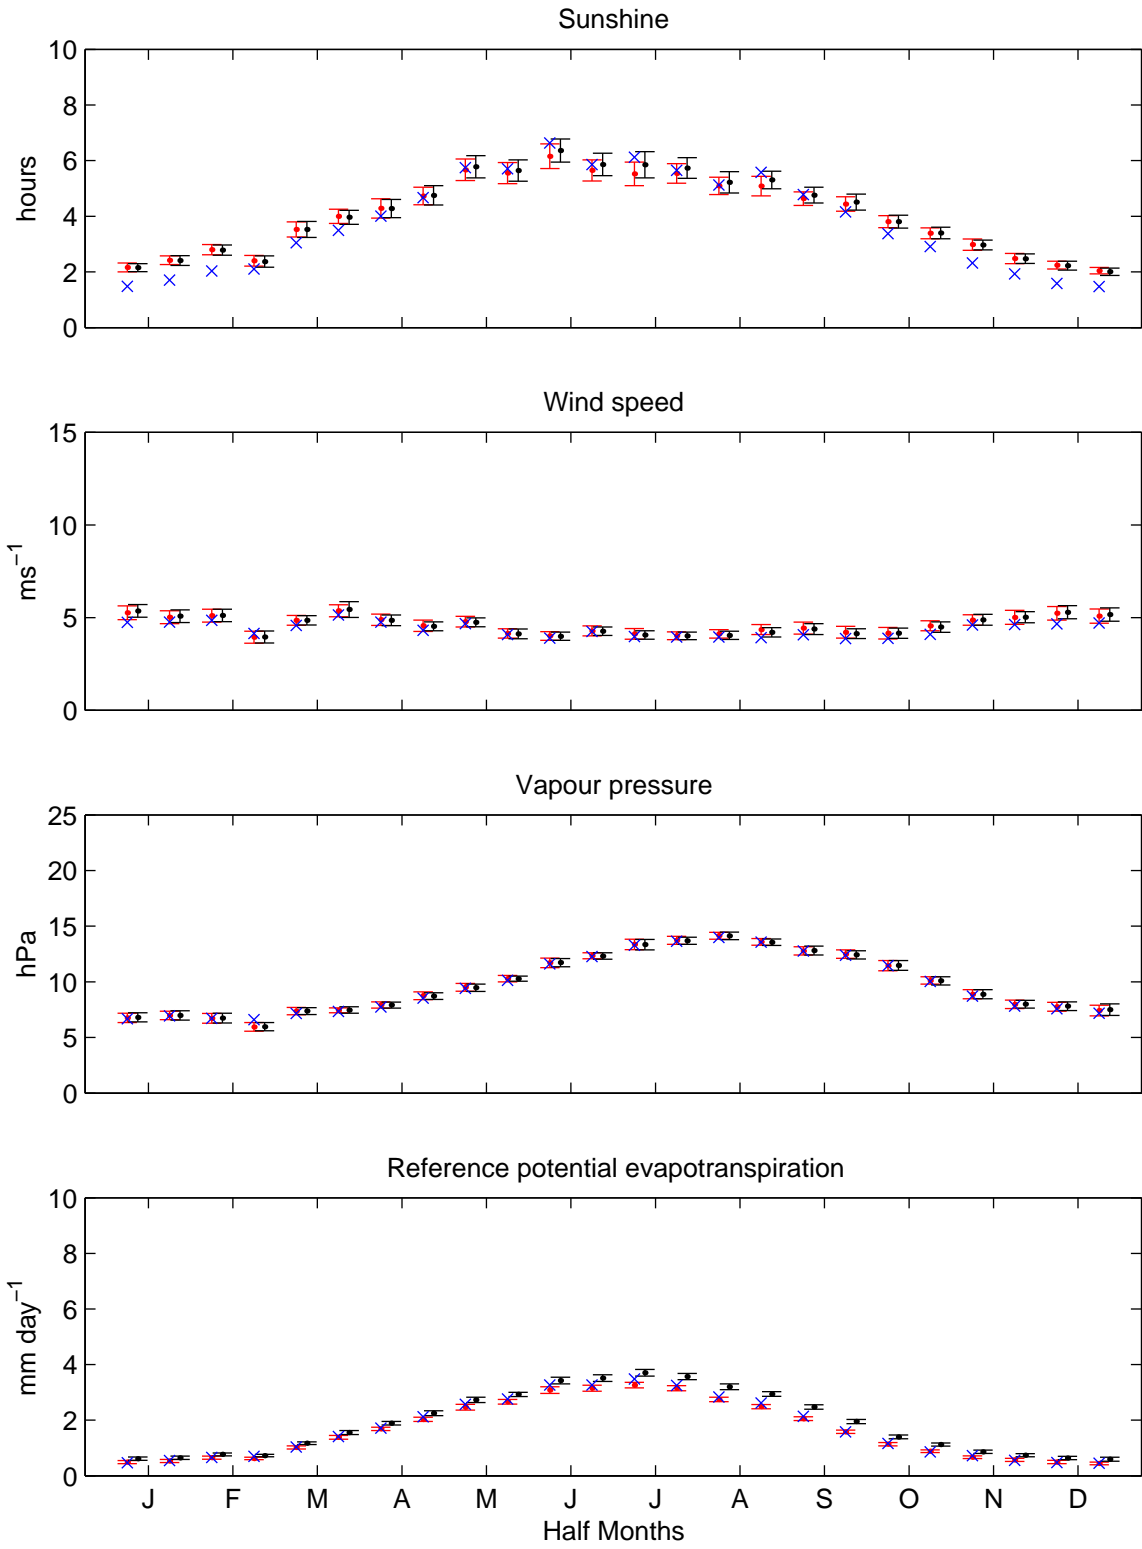 Sunshine
10
8
6
4
2
0
hours
Wind speed
15
10
5
0
ms⁻¹
Vapour pressure
25
20
15
10
5
0
hPa
Reference potential evapotranspiration
10
8
6
4
2
0
mm day⁻¹
J F M A M J J A S O N D
Half Months